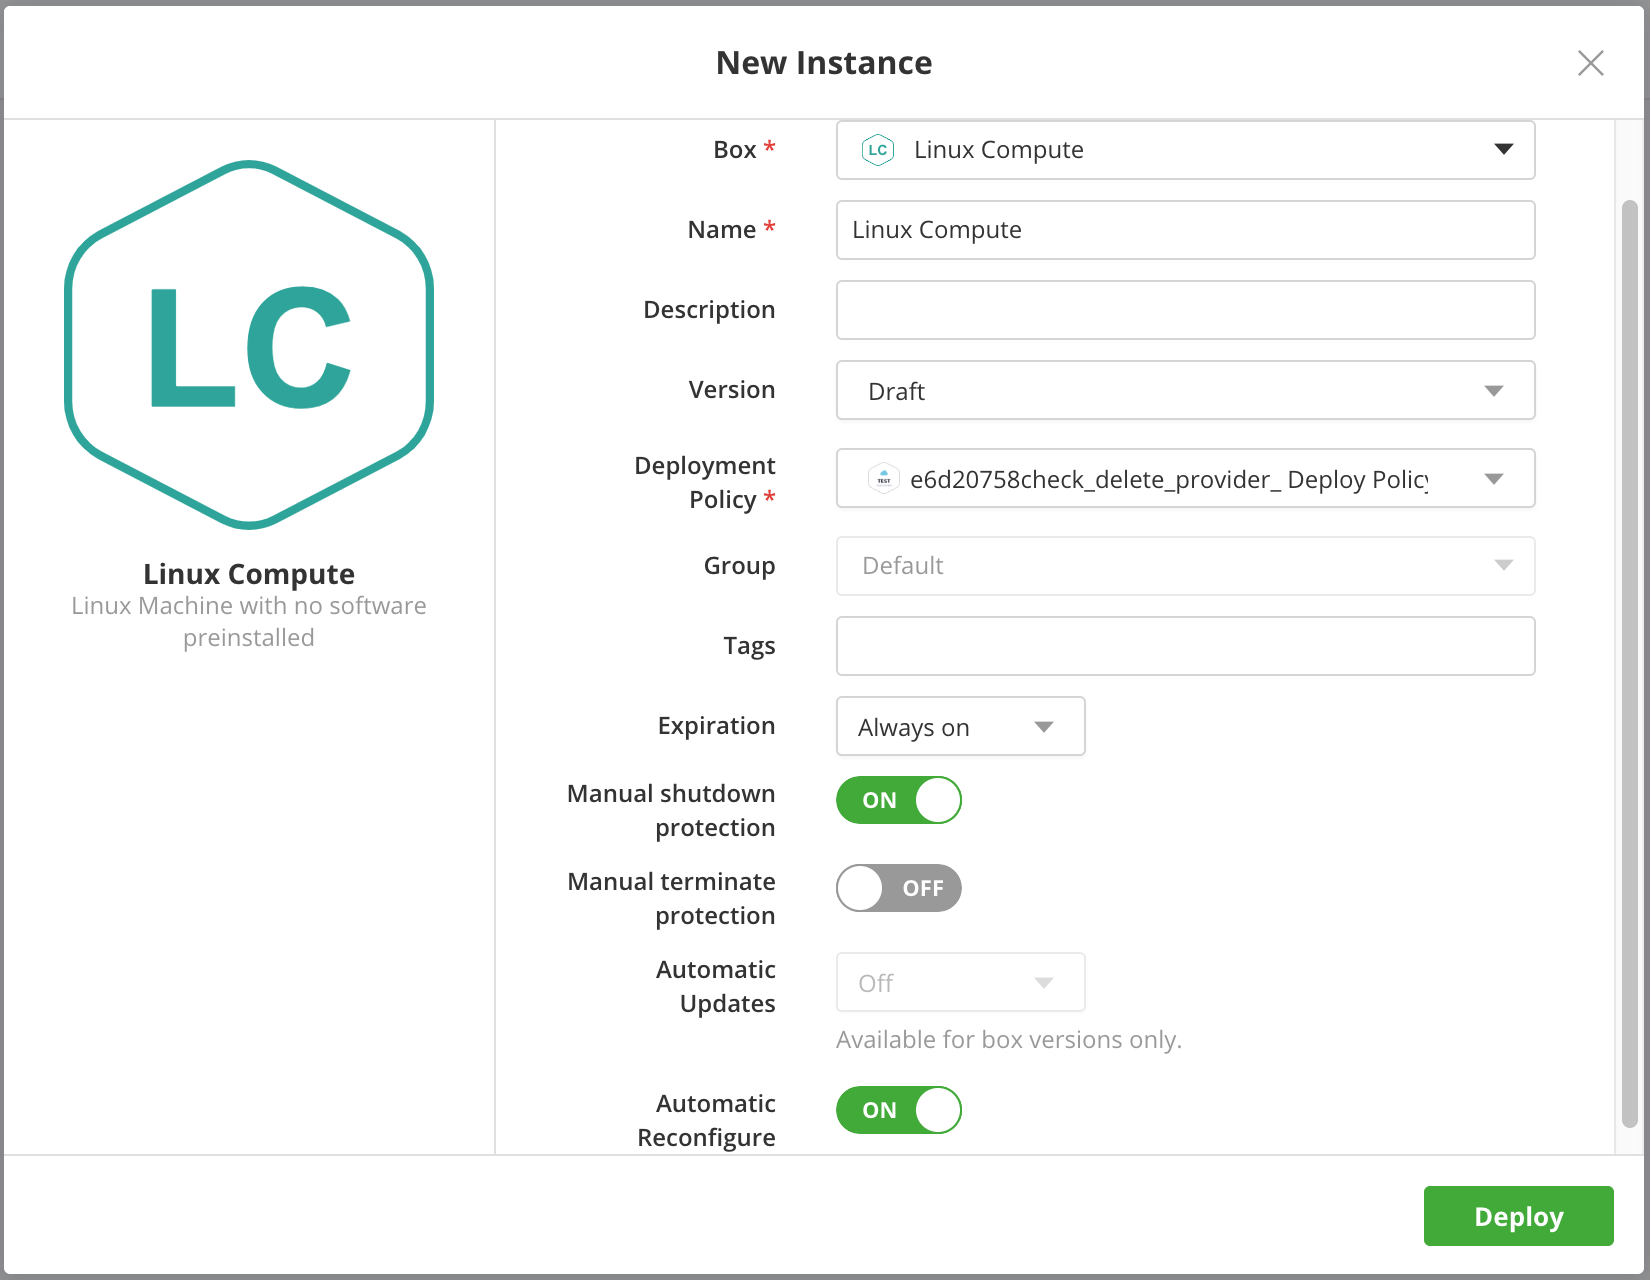 New Instance
LC
Linux Compute
Linux Machine with no software
preinstalled
Box *
LC Linux Compute
Name *
Linux Compute
Description
Version
Draft
Deployment
Policy *
TEST e6d20758check_delete_provider_ Deploy Policy
Group
Default
Tags
Expiration
Always on
Manual shutdown
protection
ON
Manual terminate
protection
OFF
Automatic
Updates
Off
Available for box versions only.
Automatic
Reconfigure
ON
Deploy